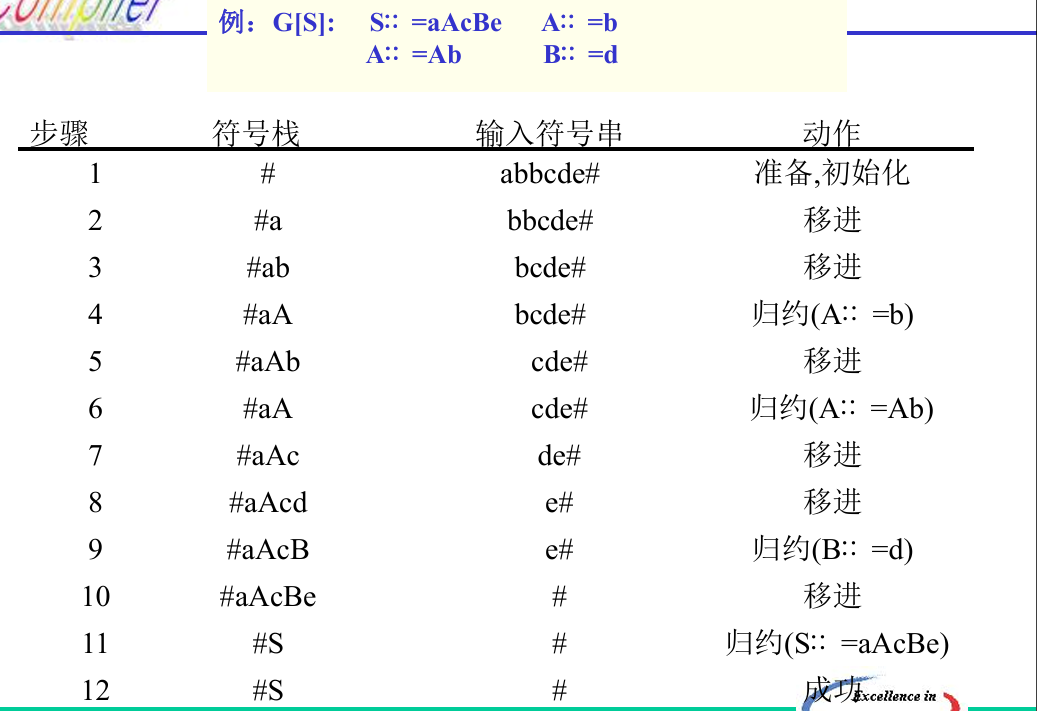 Compiler
例：G[S]: S∷ =aAcBe A∷ =b
A∷ =Ab B∷ =d
步骤 符号栈 输入符号串 动作
1 # abbcde# 准备,初始化
2 #a bbcde# 移进
3 #ab bcde# 移进
4 #aA bcde# 归约(A∷ =b)
5 #aAb cde# 移进
6 #aA cde# 归约(A∷ =Ab)
7 #aAc de# 移进
8 #aAcd e# 移进
9 #aAcB e# 归约(B∷ =d)
10 #aAcBe # 移进
11 #S # 归约(S∷ =aAcBe)
12 #S # 成功
Excellence in